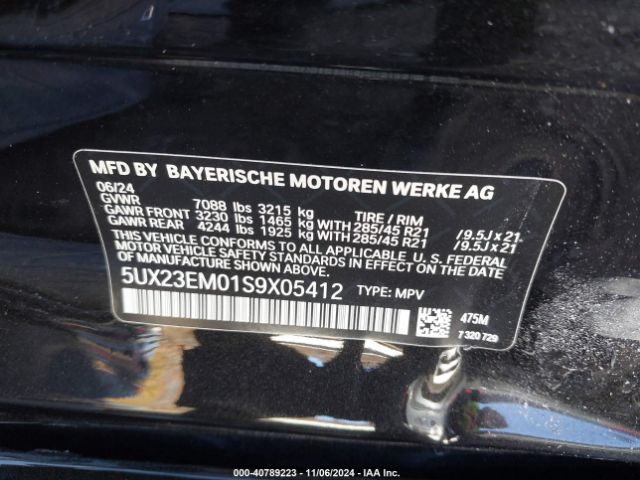 MFD BY BAYERISCHE MOTOREN WERKE AG
06/24
GVWR 7088 lbs 3215 kg TIRE / RIM
GAWR FRONT 3230 lbs 1465 kg WITH 285/45 R21 / 9.5J x 21
GAWR REAR 4244 lbs 1925 kg WITH 285/45 R21 / 9.5J x 21
THIS VEHICLE CONFORMS TO ALL APPLICABLE U.S. FEDERAL
MOTOR VEHICLE SAFETY STANDARDS IN EFFECT ON THE DATE
OF MANUFACTURE SHOWN ABOVE.
5UX23EM01S9X05412 TYPE: MPV
475M
7 320 729
000-40789223 - 11/06/2024 - IAA Inc.